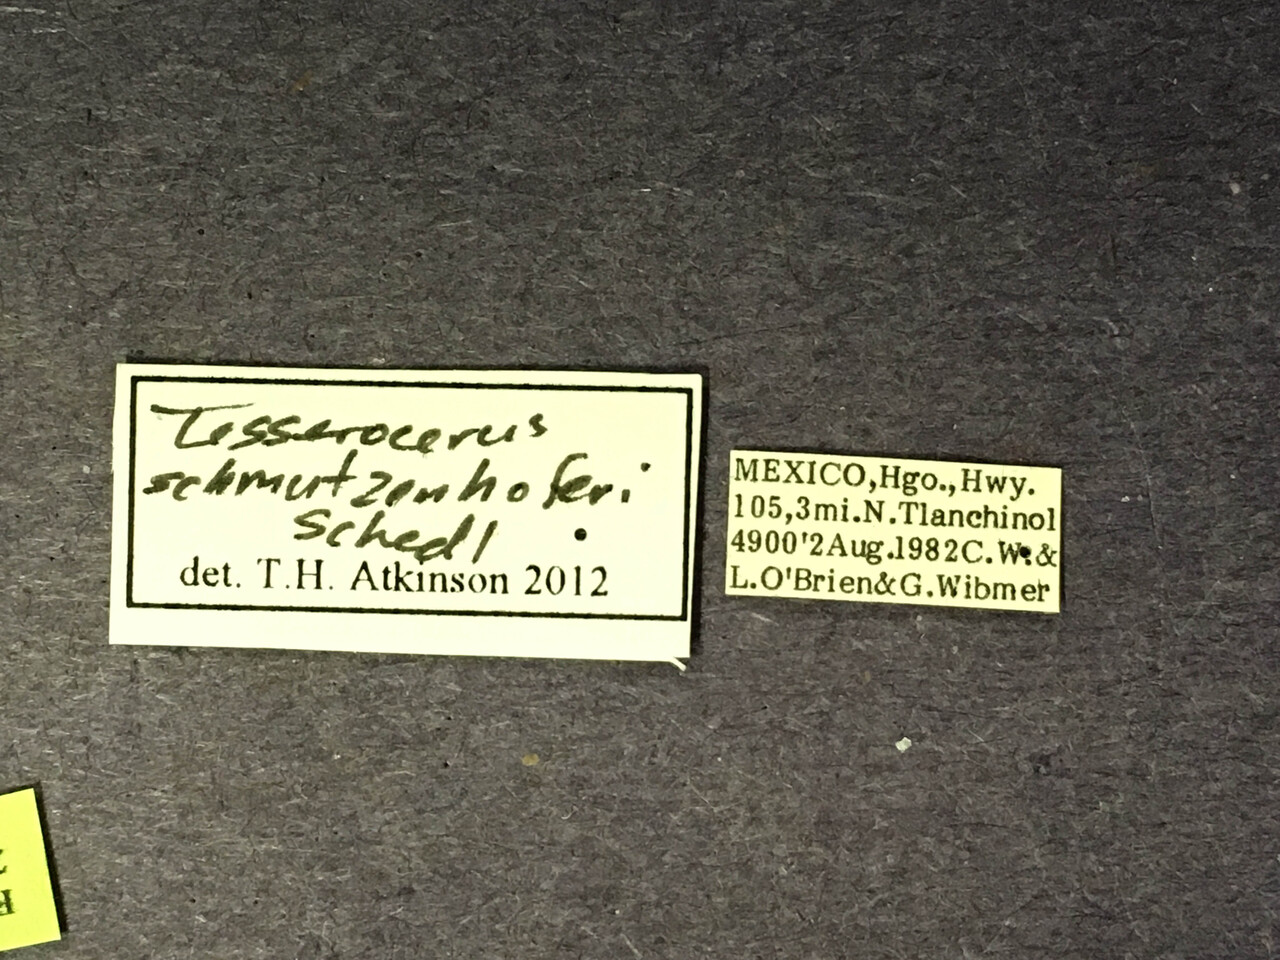 Tesserocerus
schmutzenhoferi
Schedl
det. T.H. Atkinson 2012
MEXICO,Hgo.,Hwy.
105,3mi.N.Tlanchinol
4900'2Aug.1982C.W.&
L.O'Brien&G.Wibmer